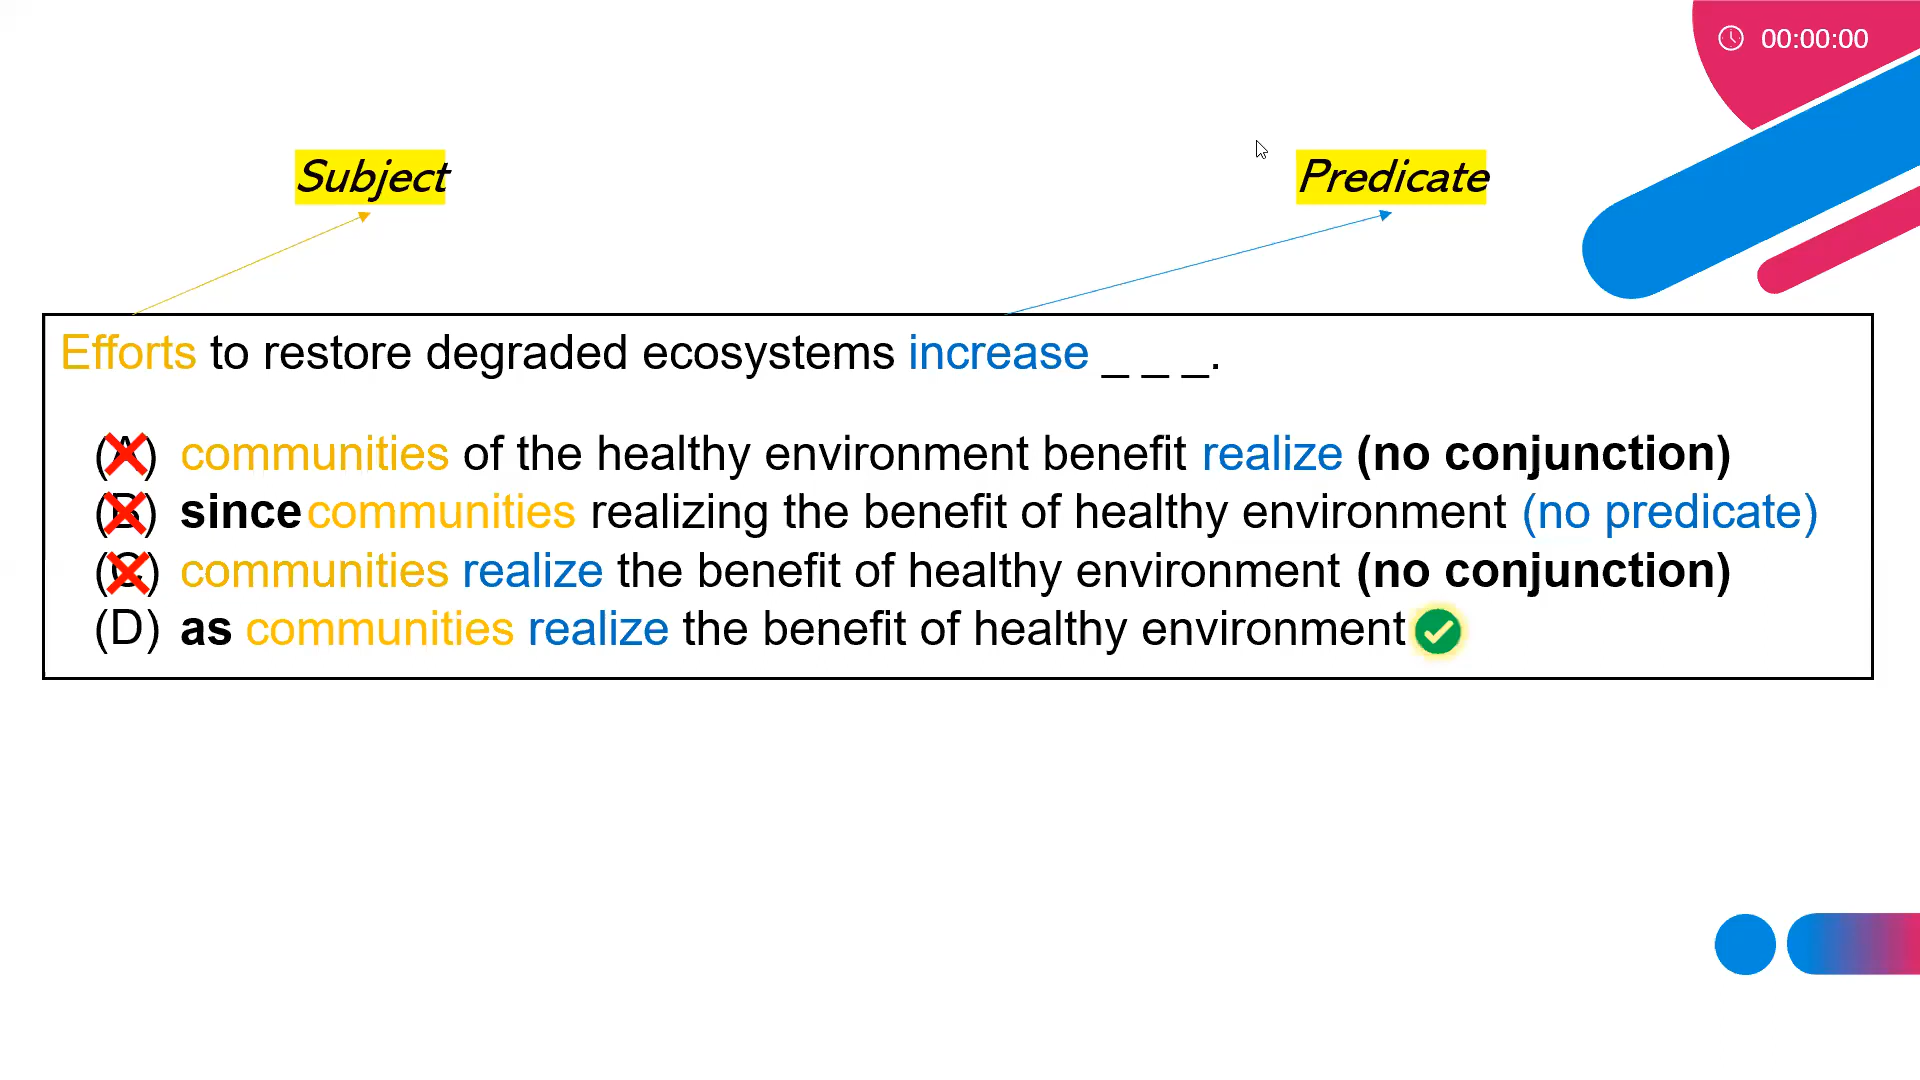 00:00:00
Subject
Predicate
Efforts to restore degraded ecosystems increase _ _ _.
(A) communities of the healthy environment benefit realize (no conjunction)
(B) since communities realizing the benefit of healthy environment (no predicate)
(C) communities realize the benefit of healthy environment (no conjunction)
(D) as communities realize the benefit of healthy environment